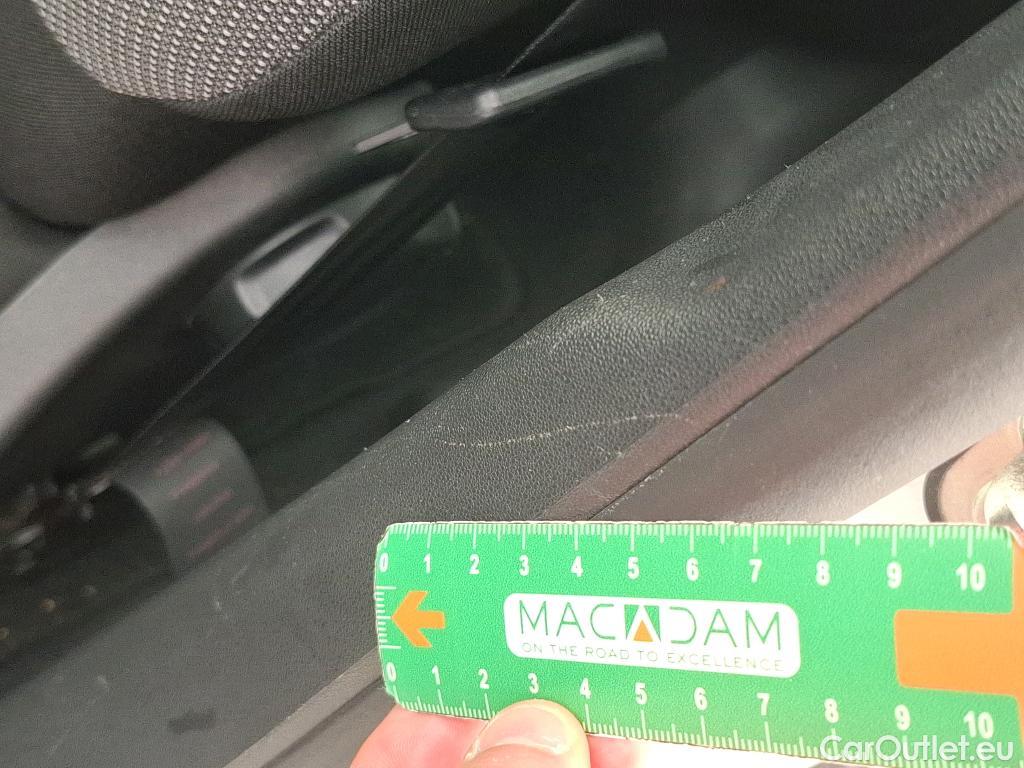 0 1 2 3 4 5 6 7 8 9 10
MACADAM
ON THE ROAD TO EXCELLENCE
0 1 2 3 4 5 6 7 8 9 10
CarOutlet.eu